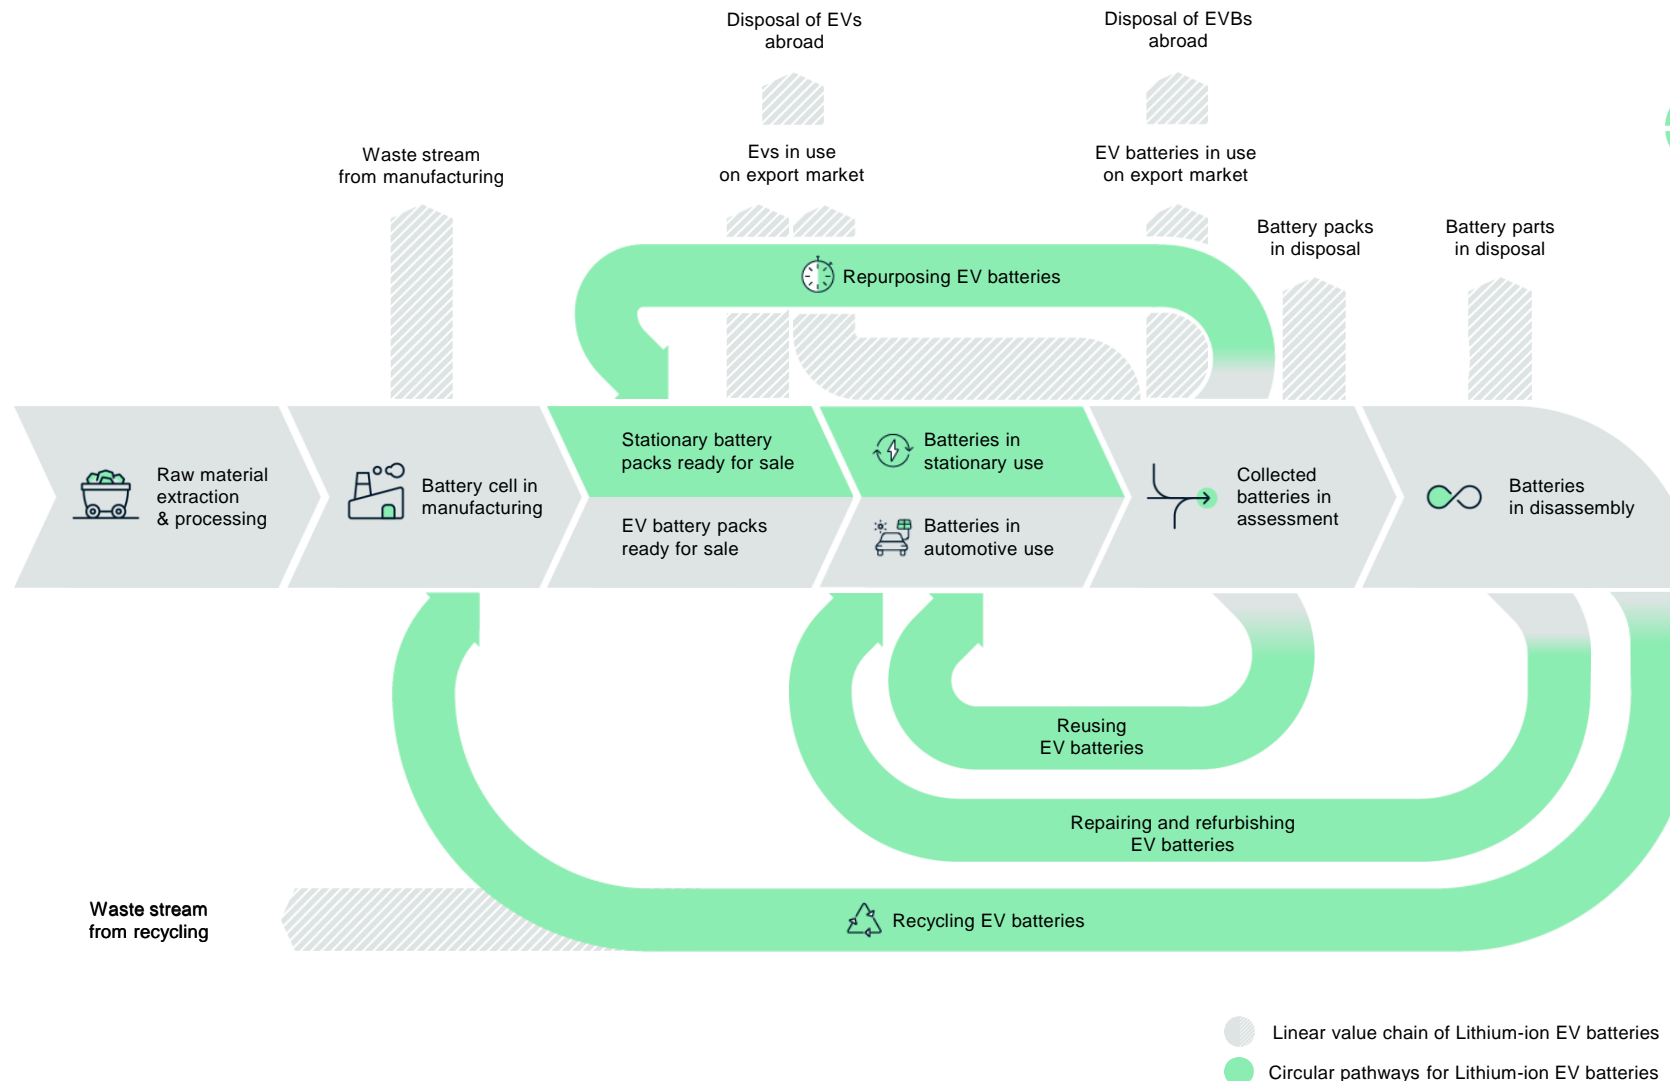 Disposal of EVs
abroad
Disposal of EVBs
abroad
Waste stream
from manufacturing
Evs in use
on export market
EV batteries in use
on export market
Battery packs
in disposal
Battery parts
in disposal
Repurposing EV batteries
Raw material
extraction
& processing
Battery cell in
manufacturing
Stationary battery
packs ready for sale
EV battery packs
ready for sale
Batteries in
stationary use
Batteries in
automotive use
Collected
batteries in
assessment
Batteries
in disassembly
Reusing
EV batteries
Repairing and refurbishing
EV batteries
Waste stream
from recycling
Recycling EV batteries
Linear value chain of Lithium-ion EV batteries
Circular pathways for Lithium-ion EV batteries